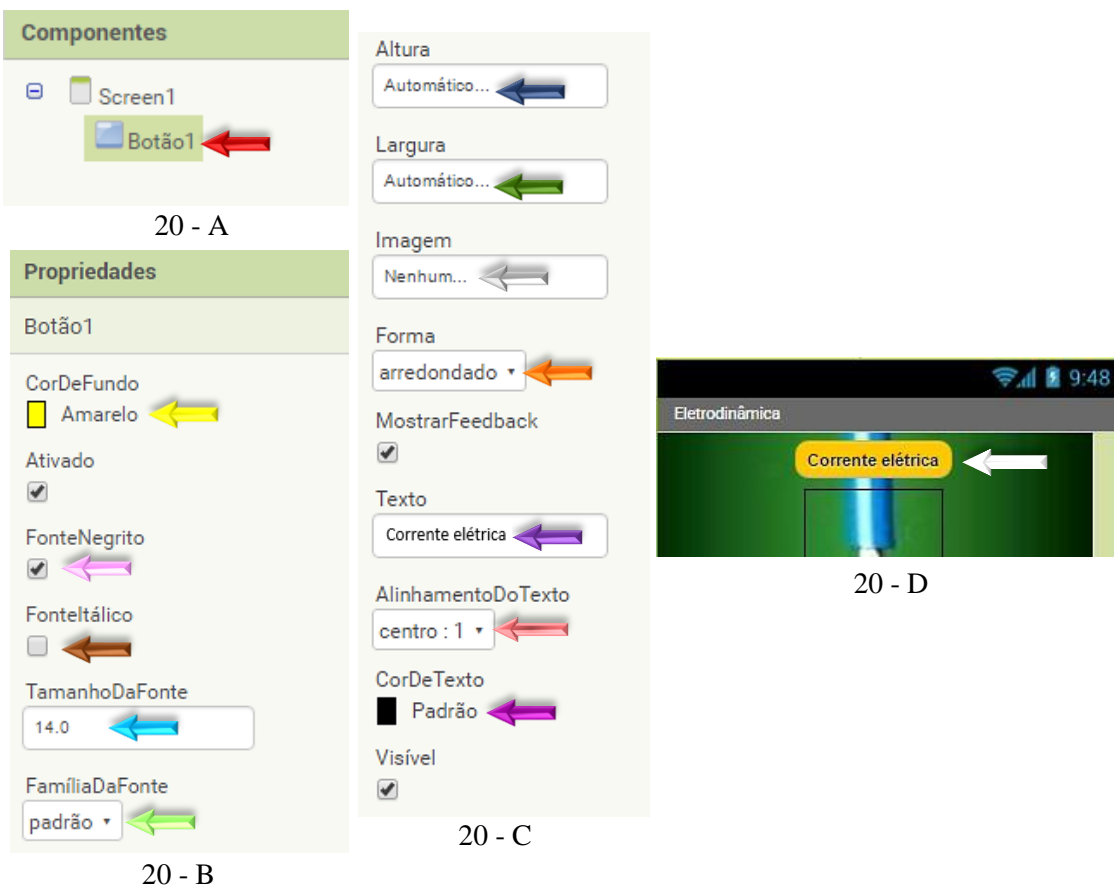 Componentes
Screen1
Botão1
20 - A
Propriedades
Botão1
CorDeFundo
Amarelo
Ativado
FonteNegrito
FonteItálico
TamanhoDaFonte
14.0
FamíliaDaFonte
padrão
20 - B
Altura
Automático...
Largura
Automático...
Imagem
Nenhum...
Forma
arredondado
MostrarFeedback
Texto
Corrente elétrica
AlinhamentoDoTexto
centro : 1
CorDeTexto
Padrão
Visível
20 - C
9:48
Eletrodinâmica
Corrente elétrica
20 - D